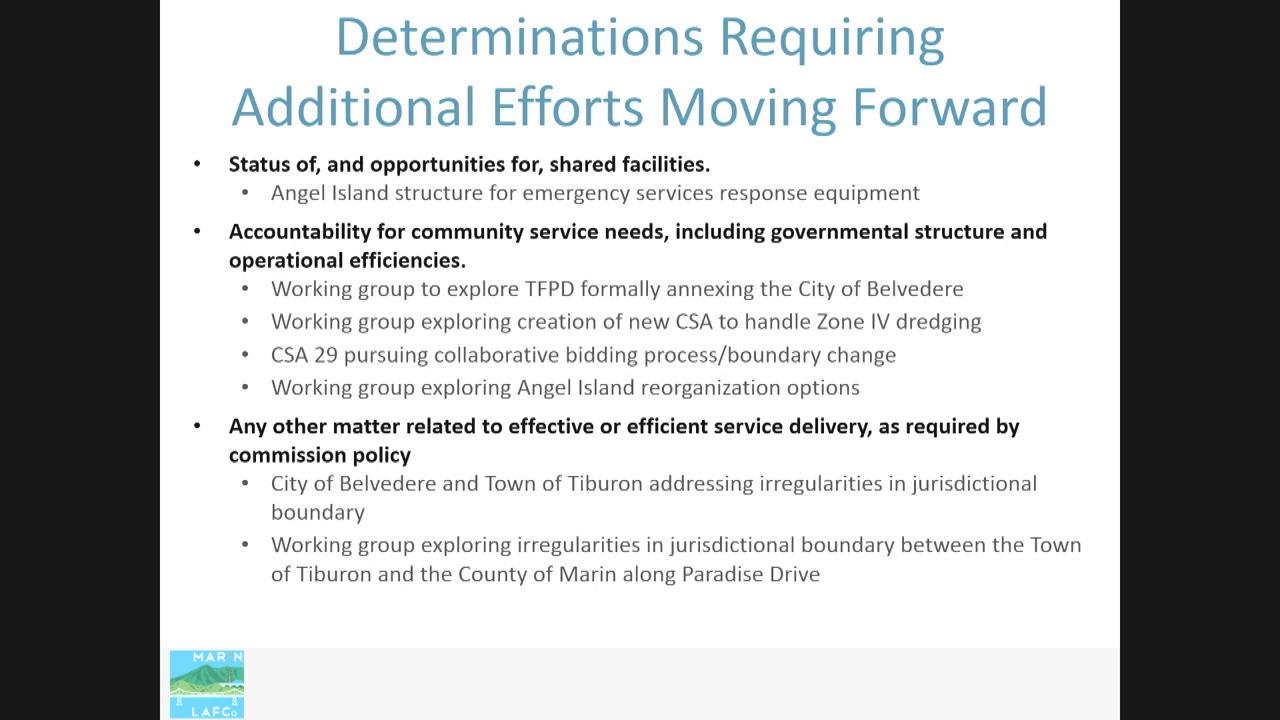 Determinations Requiring
Additional Efforts Moving Forward
• Status of, and opportunities for, shared facilities.
• Angel Island structure for emergency services response equipment
• Accountability for community service needs, including governmental structure and
operational efficiencies.
• Working group to explore TFPD formally annexing the City of Belvedere
• Working group exploring creation of new CSA to handle Zone IV dredging
• CSA 29 pursuing collaborative bidding process/boundary change
• Working group exploring Angel Island reorganization options
• Any other matter related to effective or efficient service delivery, as required by
commission policy
• City of Belvedere and Town of Tiburon addressing irregularities in jurisdictional
boundary
• Working group exploring irregularities in jurisdictional boundary between the Town
of Tiburon and the County of Marin along Paradise Drive
MARIN
LAFCo